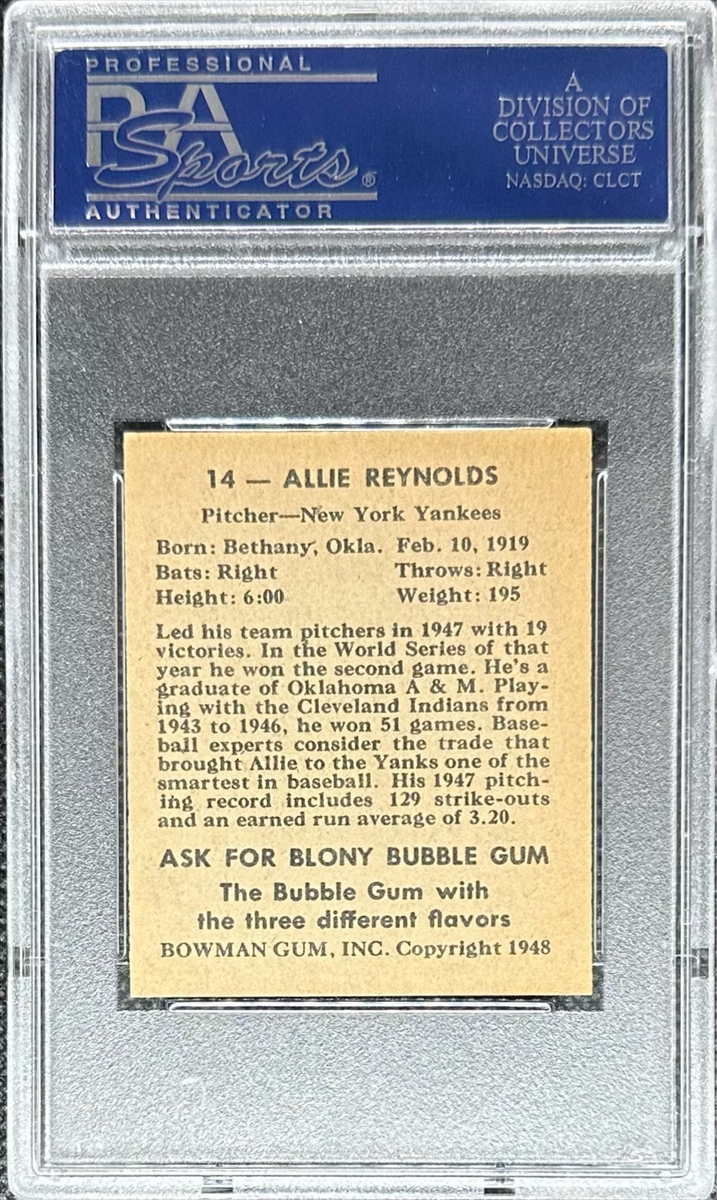 PROFESSIONAL
PSA
Sports®
AUTHENTICATOR
A
DIVISION OF
COLLECTORS
UNIVERSE
NASDAQ: CLCT
14 — ALLIE REYNOLDS
Pitcher—New York Yankees
Born: Bethany, Okla. Feb. 10, 1919
Bats: Right Throws: Right
Height: 6:00 Weight: 195
Led his team pitchers in 1947 with 19
victories. In the World Series of that
year he won the second game. He's a
graduate of Oklahoma A & M. Play-
ing with the Cleveland Indians from
1943 to 1946, he won 51 games. Base-
ball experts consider the trade that
brought Allie to the Yanks one of the
smartest in baseball. His 1947 pitch-
ing record includes 129 strike-outs
and an earned run average of 3.20.
ASK FOR BLONY BUBBLE GUM
The Bubble Gum with
the three different flavors
BOWMAN GUM, INC. Copyright 1948